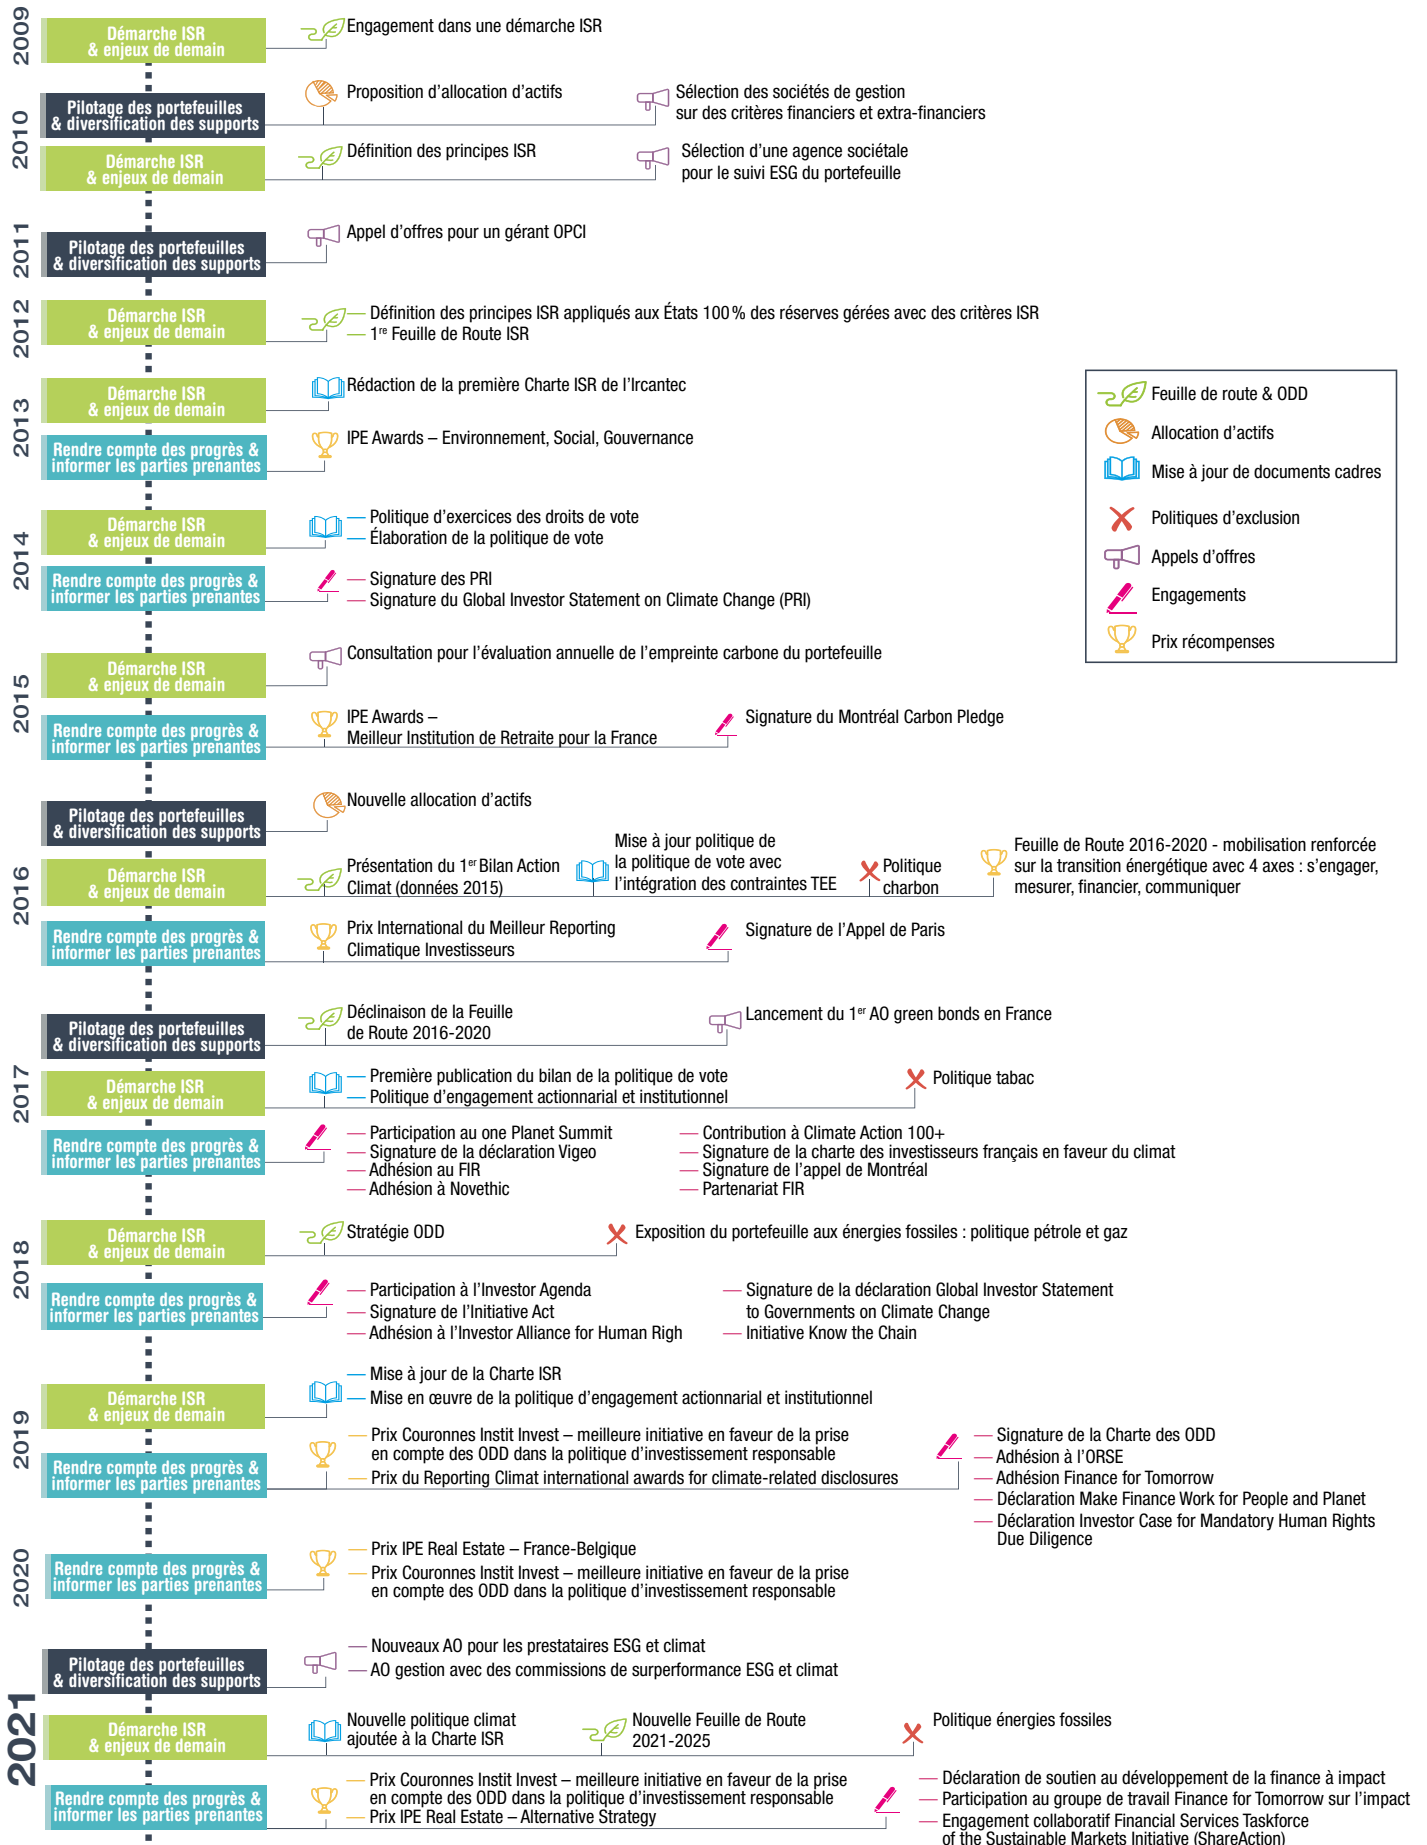 2009
Démarche ISR
& enjeux de demain
Engagement dans une démarche ISR
2010
Pilotage des portefeuilles
& diversification des supports
Proposition d'allocation d'actifs
Sélection des sociétés de gestion
sur des critères financiers et extra-financiers
Démarche ISR
& enjeux de demain
Définition des principes ISR
Sélection d'une agence sociétale
pour le suivi ESG du portefeuille
2011
Pilotage des portefeuilles
& diversification des supports
Appel d'offres pour un gérant OPCI
2012
Démarche ISR
& enjeux de demain
— Définition des principes ISR appliqués aux États 100 % des réserves gérées avec des critères ISR
— 1re Feuille de Route ISR
2013
Démarche ISR
& enjeux de demain
Rédaction de la première Charte ISR de l'Ircantec
Rendre compte des progrès &
informer les parties prenantes
IPE Awards – Environnement, Social, Gouvernance
Feuille de route & ODD
Allocation d'actifs
Mise à jour de documents cadres
Politiques d'exclusion
Appels d'offres
Engagements
Prix récompenses
2014
Démarche ISR
& enjeux de demain
— Politique d'exercices des droits de vote
— Élaboration de la politique de vote
Rendre compte des progrès &
informer les parties prenantes
— Signature des PRI
— Signature du Global Investor Statement on Climate Change (PRI)
2015
Démarche ISR
& enjeux de demain
Consultation pour l'évaluation annuelle de l'empreinte carbone du portefeuille
Rendre compte des progrès &
informer les parties prenantes
IPE Awards –
Meilleur Institution de Retraite pour la France
Signature du Montréal Carbon Pledge
2016
Pilotage des portefeuilles
& diversification des supports
Nouvelle allocation d'actifs
Démarche ISR
& enjeux de demain
Présentation du 1er Bilan Action
Climat (données 2015)
Mise à jour politique de
la politique de vote avec
l'intégration des contraintes TEE
Politique
charbon
Feuille de Route 2016-2020 - mobilisation renforcée
sur la transition énergétique avec 4 axes : s'engager,
mesurer, financier, communiquer
Rendre compte des progrès &
informer les parties prenantes
Prix International du Meilleur Reporting
Climatique Investisseurs
Signature de l'Appel de Paris
2017
Pilotage des portefeuilles
& diversification des supports
Déclinaison de la Feuille
de Route 2016-2020
Lancement du 1er AO green bonds en France
Démarche ISR
& enjeux de demain
— Première publication du bilan de la politique de vote
— Politique d'engagement actionnarial et institutionnel
Politique tabac
Rendre compte des progrès &
informer les parties prenantes
— Participation au one Planet Summit
— Signature de la déclaration Vigeo
— Adhésion au FIR
— Adhésion à Novethic
— Contribution à Climate Action 100+
— Signature de la charte des investisseurs français en faveur du climat
— Signature de l'appel de Montréal
— Partenariat FIR
2018
Démarche ISR
& enjeux de demain
Stratégie ODD
Exposition du portefeuille aux énergies fossiles : politique pétrole et gaz
Rendre compte des progrès &
informer les parties prenantes
— Participation à l'Investor Agenda
— Signature de l'Initiative Act
— Adhésion à l'Investor Alliance for Human Righ
— Signature de la déclaration Global Investor Statement
to Governments on Climate Change
— Initiative Know the Chain
2019
Démarche ISR
& enjeux de demain
— Mise à jour de la Charte ISR
— Mise en œuvre de la politique d'engagement actionnarial et institutionnel
Rendre compte des progrès &
informer les parties prenantes
— Prix Couronnes Instit Invest – meilleure initiative en faveur de la prise
en compte des ODD dans la politique d'investissement responsable
— Prix du Reporting Climat international awards for climate-related disclosures
— Signature de la Charte des ODD
— Adhésion à l'ORSE
— Adhésion Finance for Tomorrow
— Déclaration Make Finance Work for People and Planet
— Déclaration Investor Case for Mandatory Human Rights
Due Diligence
2020
Rendre compte des progrès &
informer les parties prenantes
— Prix IPE Real Estate – France-Belgique
— Prix Couronnes Instit Invest – meilleure initiative en faveur de la prise
en compte des ODD dans la politique d'investissement responsable
2021
Pilotage des portefeuilles
& diversification des supports
— Nouveaux AO pour les prestataires ESG et climat
— AO gestion avec des commissions de surperformance ESG et climat
Démarche ISR
& enjeux de demain
Nouvelle politique climat
ajoutée à la Charte ISR
Nouvelle Feuille de Route
2021-2025
Politique énergies fossiles
Rendre compte des progrès &
informer les parties prenantes
— Prix Couronnes Instit Invest – meilleure initiative en faveur de la prise
en compte des ODD dans la politique d'investissement responsable
— Prix IPE Real Estate – Alternative Strategy
— Déclaration de soutien au développement de la finance à impact
— Participation au groupe de travail Finance for Tomorrow sur l'impact
— Engagement collaboratif Financial Services Taskforce
of the Sustainable Markets Initiative (ShareAction)